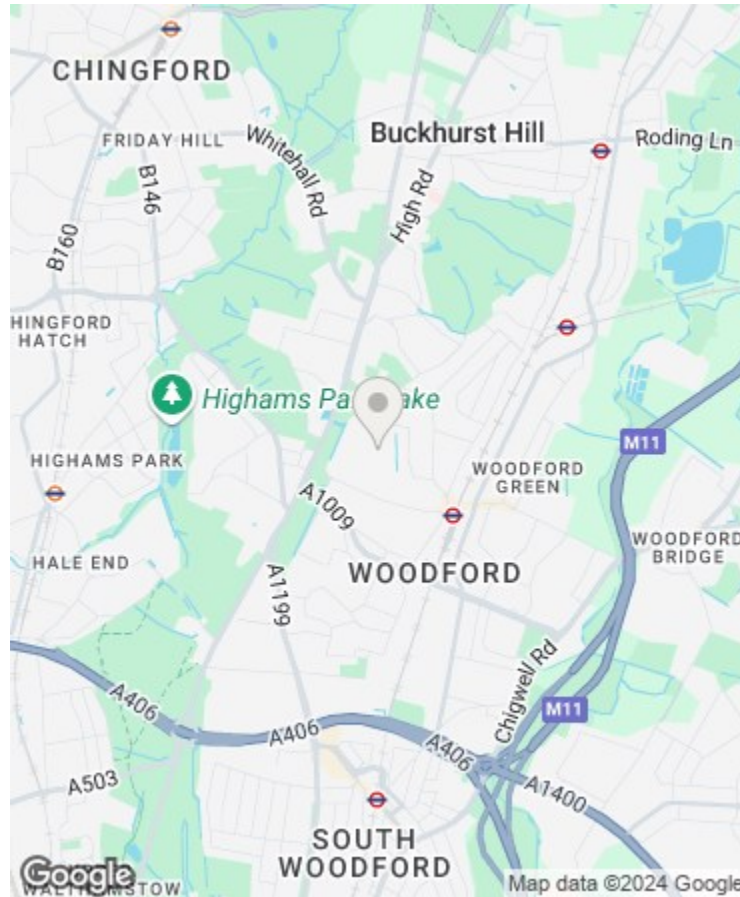 CHINGFORD
FRIDAY HILL
Whitehall Rd
Buckhurst Hill
Roding Ln
B146
High Rd
B160
HINGFORD
HATCH
Highams Pa
ake
M11
HIGHAMS PARK
WOODFORD
GREEN
A1009
WOODFORD
BRIDGE
HALE END
WOODFORD
A1199
Chigwell Rd
M11
A406
A406
A406
A503
A1400
SOUTH
WOODFORD
Google
WALTHAMSTOW
Map data ©2024 Google